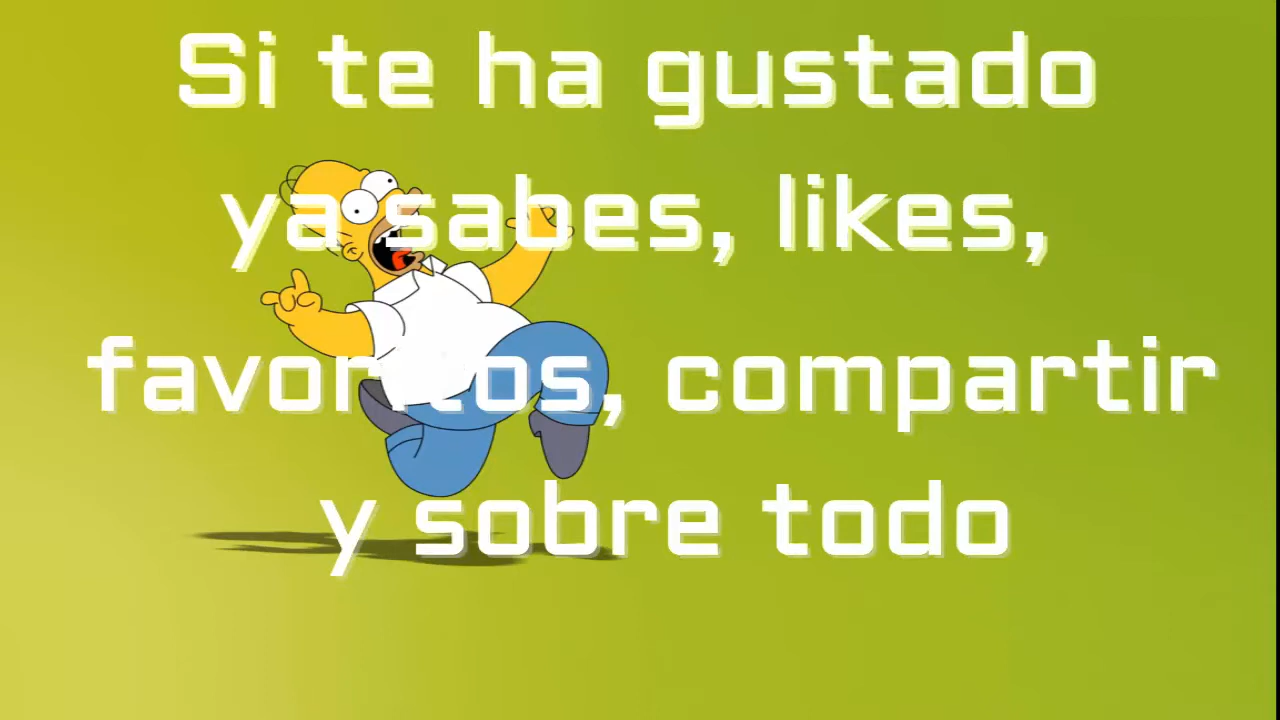 Si te ha gustado
ya sabes, likes,
favoritos, compartir
y sobre todo